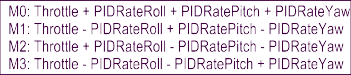 M0: Throttle + PIDRateRoll + PIDRatePitch + PIDRateYaw
M1: Throttle - PIDRateRoll + PIDRatePitch - PIDRateYaw
M2: Throttle + PIDRateRoll - PIDRatePitch - PIDRateYaw
M3: Throttle - PIDRateRoll - PIDRatePitch + PIDRateYaw